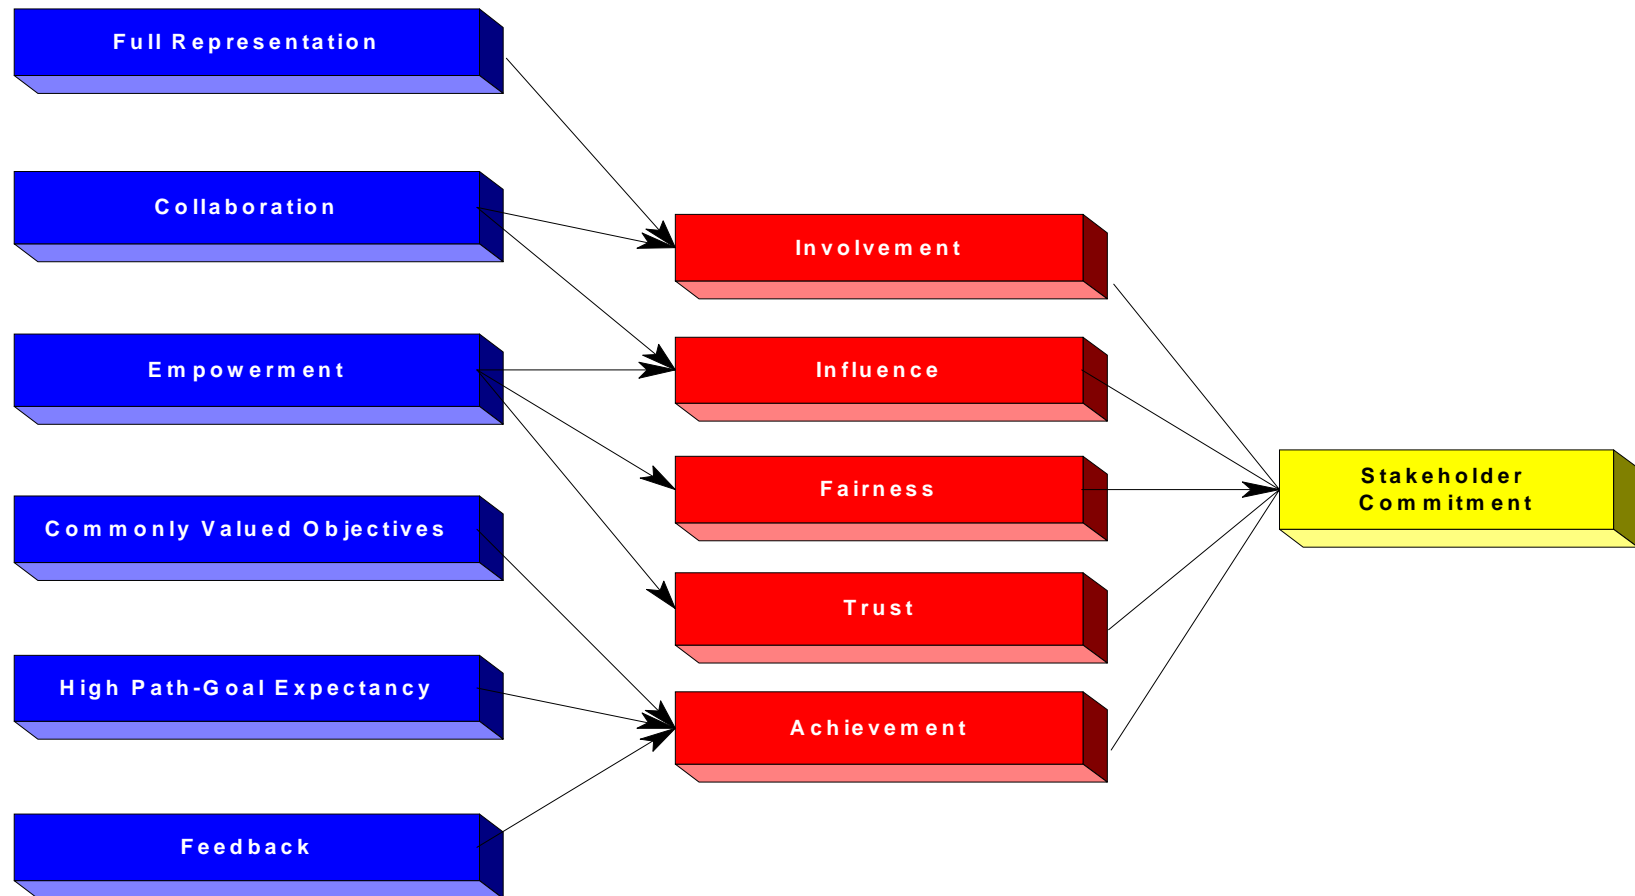 Full Representation
Collaboration
Empowerment
Commonly Valued Objectives
High Path-Goal Expectancy
Feedback
Involvement
Influence
Fairness
Trust
Achievement
Stakeholder
Commitment